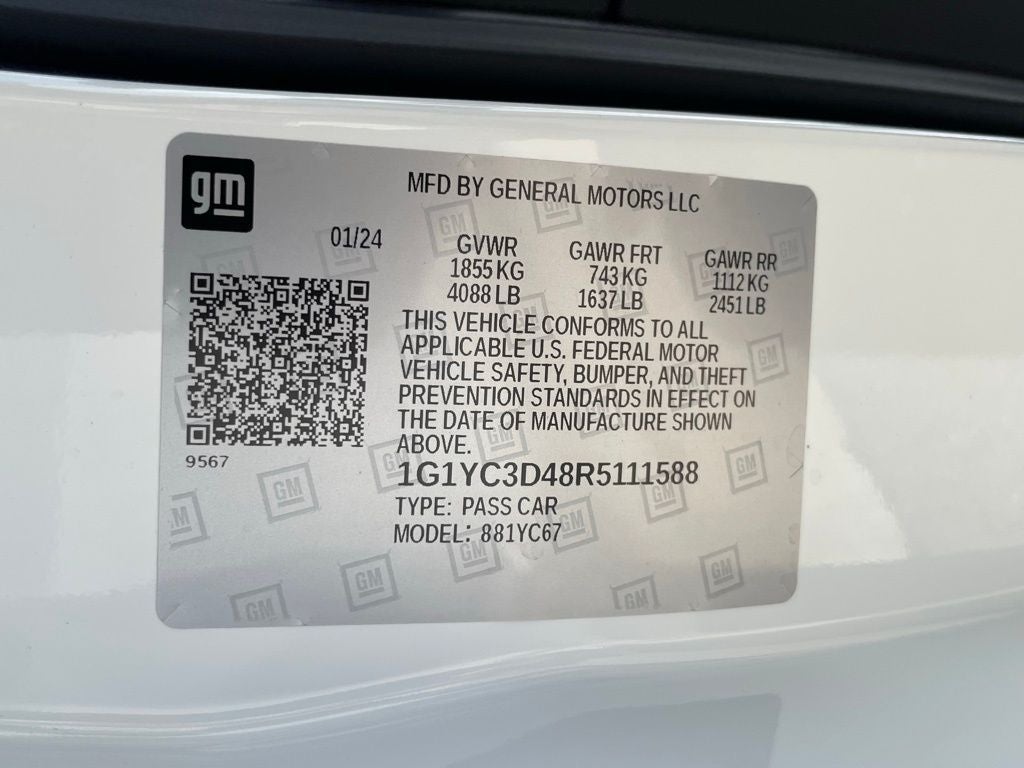 gm
MFD BY GENERAL MOTORS LLC
01/24
GVWR GAWR FRT GAWR RR
1855 KG 743 KG 1112 KG
4088 LB 1637 LB 2451 LB
THIS VEHICLE CONFORMS TO ALL
APPLICABLE U.S. FEDERAL MOTOR
VEHICLE SAFETY, BUMPER, AND THEFT
PREVENTION STANDARDS IN EFFECT ON
THE DATE OF MANUFACTURE SHOWN
ABOVE.
9567
1G1YC3D48R5111588
TYPE: PASS CAR
MODEL: 881YC67